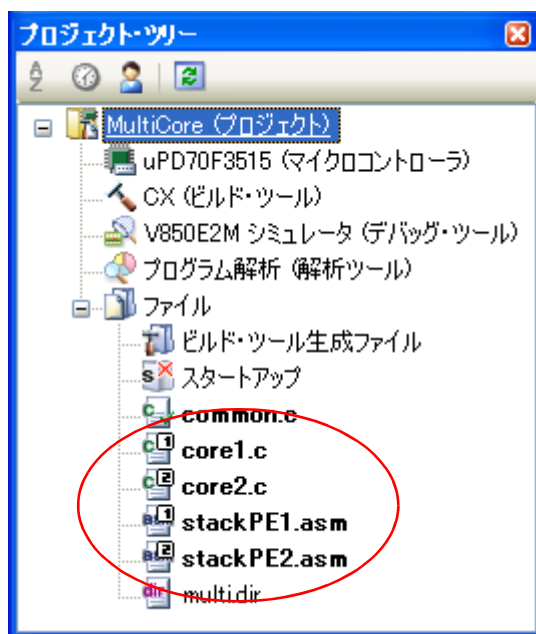 プロジェクト・ツリー
MultiCore (プロジェクト)
uPD70F3515 (マイクロコントローラ)
CX (ビルド・ツール)
V850E2M シミュレータ (デバッグ・ツール)
プログラム解析 (解析ツール)
ファイル
ビルド・ツール生成ファイル
スタートアップ
common.c
core1.c
core2.c
stackPE1.asm
stackPE2.asm
multi.dir